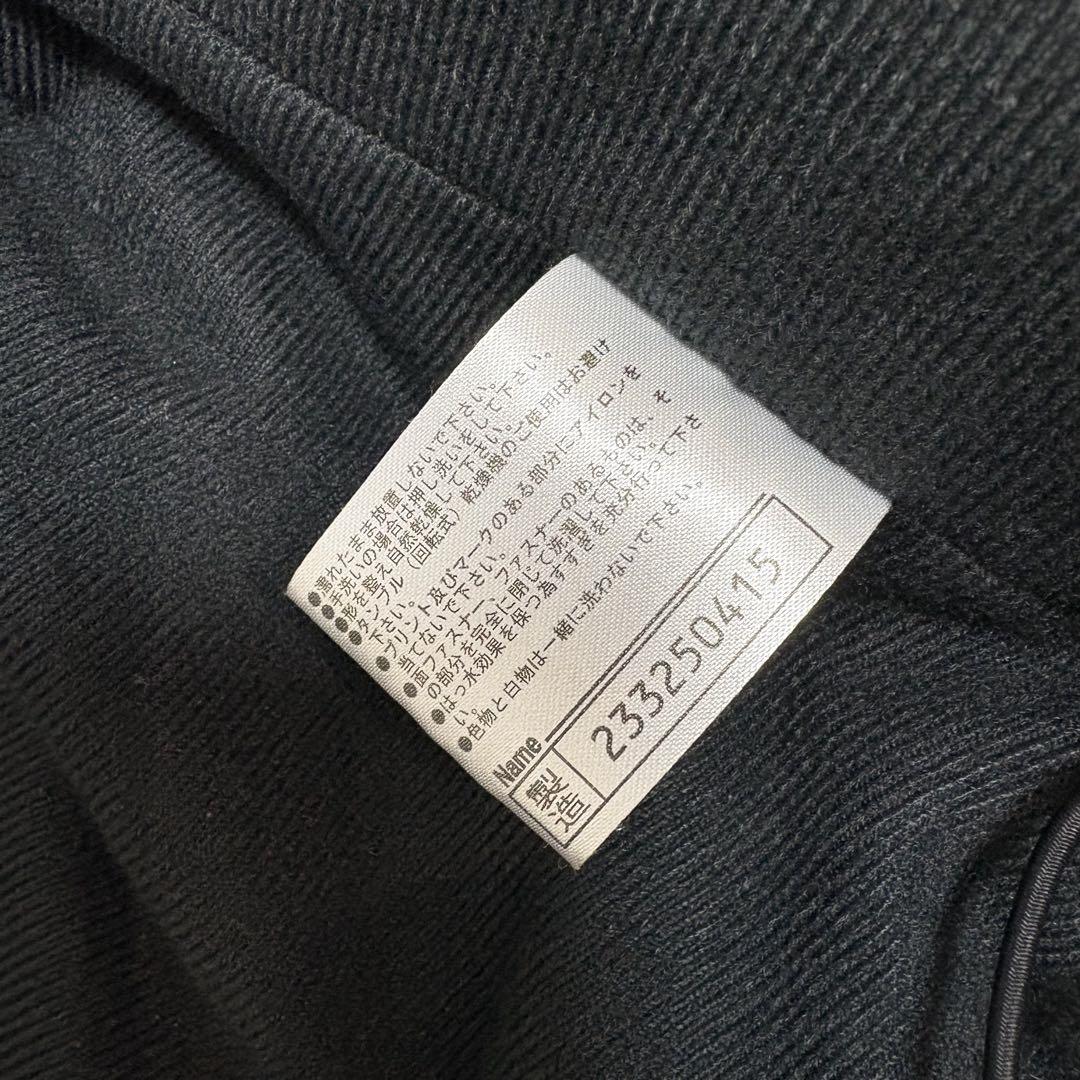 ●濡れたまま放置しないで下さい。
●手洗いの場合は押し洗いをして下さい。
●形を整え自然乾燥して下さい。
●タンブル（回転式）乾燥機のご使用はお避け
下さい。
●プリント及びマークのある部分にアイロンを
当てないで下さい。
●面ファスナー、ファスナーのあるものは、そ
の部分を完全に閉じて洗濯して下さい。
●はっ水効果を保つ為すすぎを充分行って下さ
い。
●色物と白物は一緒に洗わないで下さい。
Name
製造 233250415